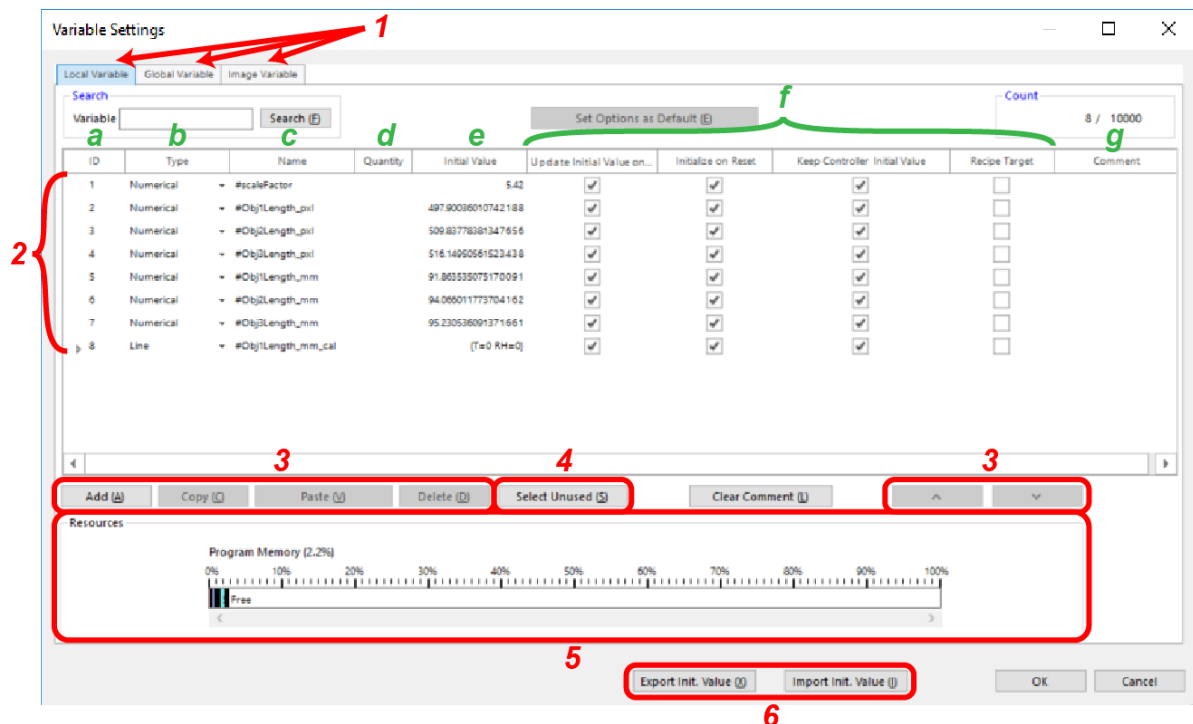 Variable Settings
1
Local Variable Global Variable Image Variable
Search
Variable Search (F)
Set Options as Default (E)
Count
8 / 10000
a b c d e f g
ID Type Name Quantity Initial Value Update Initial Value on... Initialize on Reset Keep Controller Initial Value Recipe Target Comment
1 Numerical #scaleFactor 5.42
2 Numerical #Obj1Length_pxl 497.90036010742188
3 Numerical #Obj2Length_pxl 509.83778381347656
4 Numerical #Obj3Length_pxl 516.14950561523438
5 Numerical #Obj1Length_mm 91.863535075170091
6 Numerical #Obj2Length_mm 94.065011773704162
7 Numerical #Obj3Length_mm 95.230536091371661
8 Line #Obj1Length_mm_cal (T=0 RH=0)
2
3 4 3
Add (A) Copy (C) Paste (V) Delete (D) Select Unused (S) Clear Comment (L)
Resources
Program Memory (2.2%)
0% 10% 20% 30% 40% 50% 60% 70% 80% 90% 100%
Free
5
Export Init. Value (X) Import Init. Value (I) OK Cancel
6